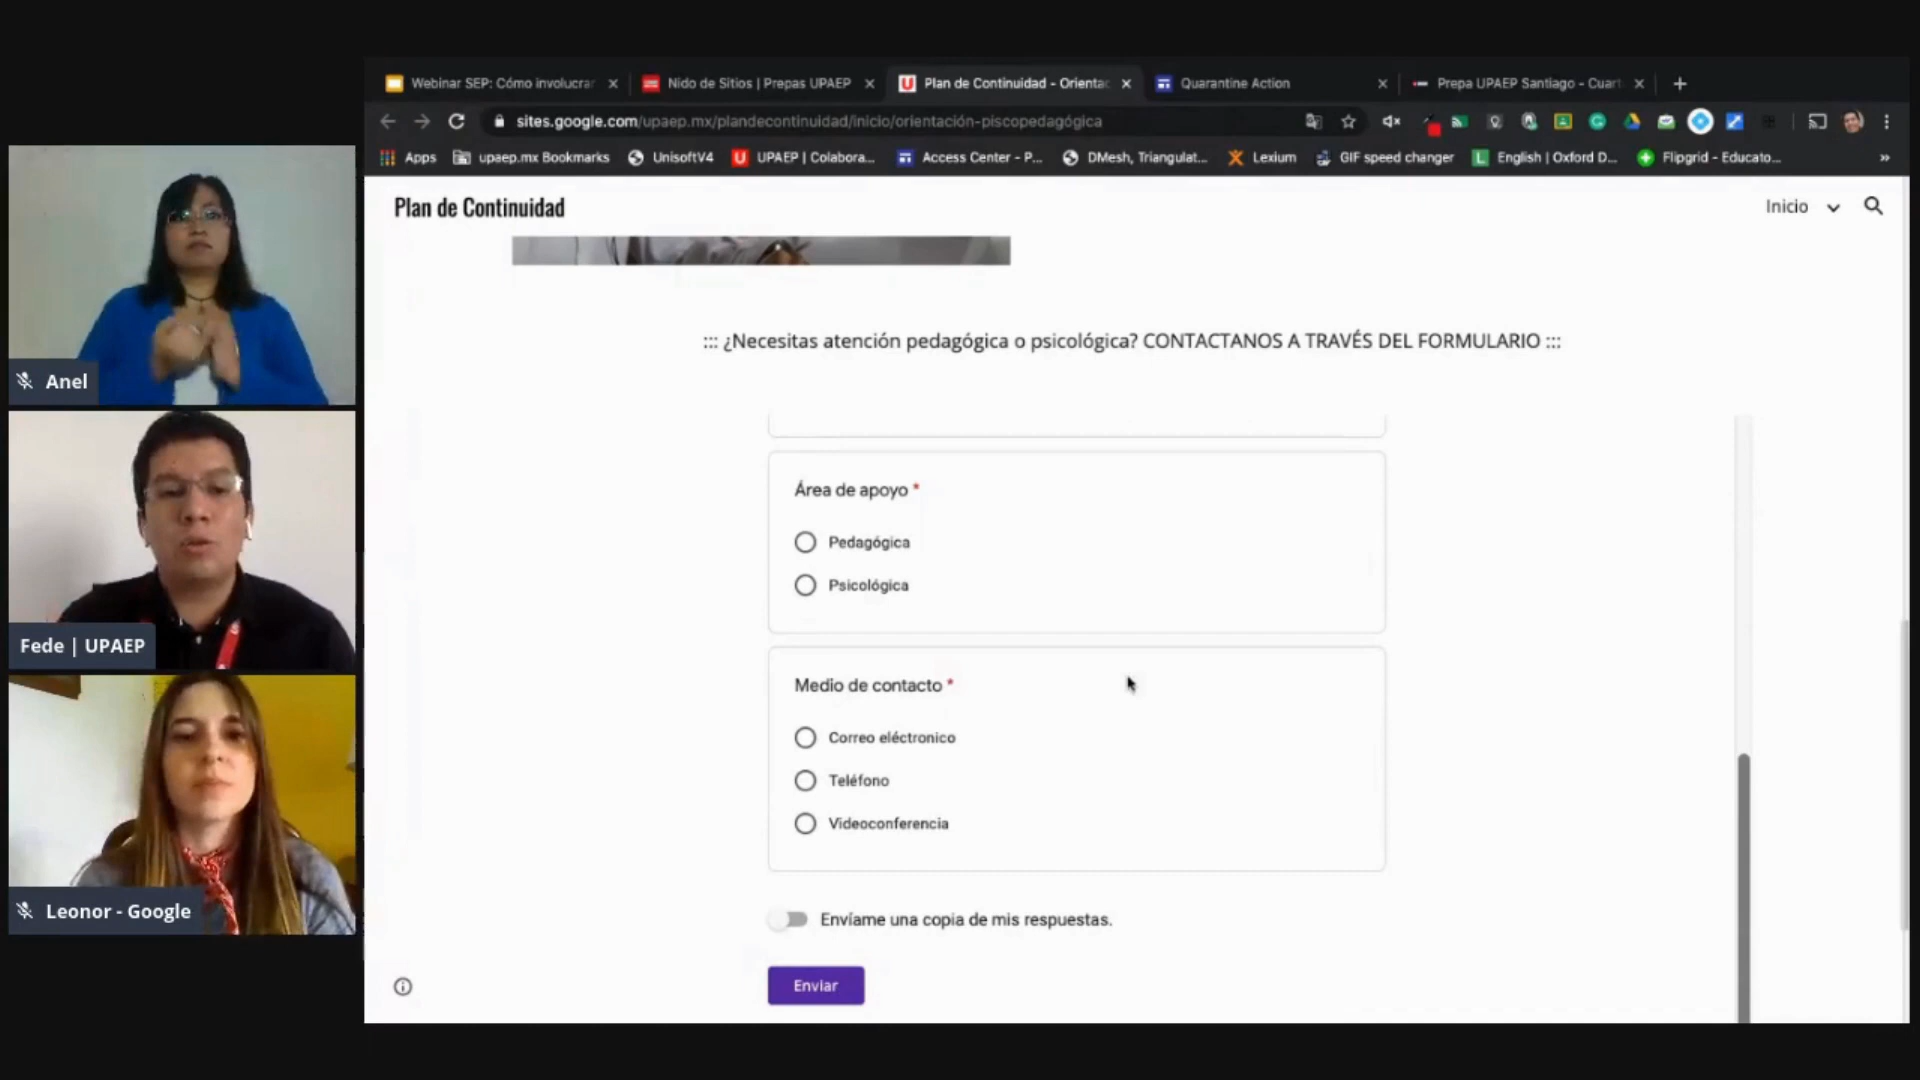 Webinar SEP: Cómo involucrar
Nido de Sitios | Prepas UPAEP
Plan de Continuidad - Orientac
Quarantine Action
Prepa UPAEP Santiago - Cuart
sites.google.com/upaep.mx/plandecontinuidad/inicio/orientación-piscopedagógica
Apps
upaep.mx Bookmarks
UnisoftV4
UPAEP | Colabora...
Access Center - P...
DMesh, Triangulat...
Lexium
GIF speed changer
English | Oxford D...
Flipgrid - Educato...
»
Plan de Continuidad
Inicio
::: ¿Necesitas atención pedagógica o psicológica? CONTACTANOS A TRAVÉS DEL FORMULARIO :::
Área de apoyo *
Pedagógica
Psicológica
Medio de contacto *
Correo eléctronico
Teléfono
Videoconferencia
Envíame una copia de mis respuestas.
Enviar
Anel
Fede | UPAEP
Leonor - Google